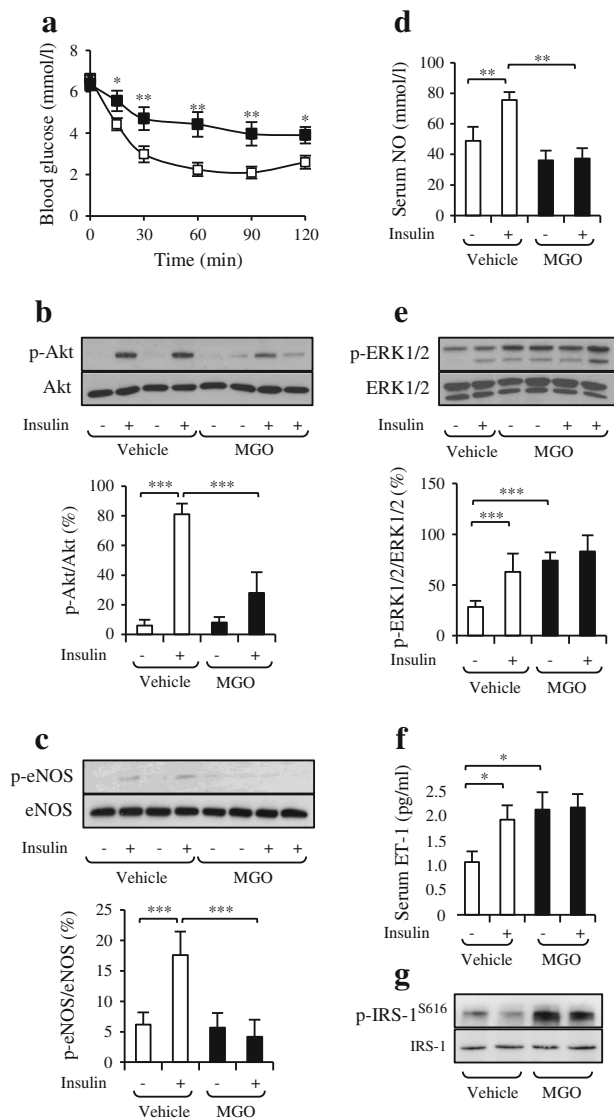 a
Blood glucose (mmol/l)
8
6
4
2
0
*
**
**
**
*
0 30 60 90 120
Time (min)
b
p-Akt
Akt
Insulin - + - + - - + +
Vehicle MGO
p-Akt/Akt (%)
100
80
60
40
20
0
*** ***
Insulin - + - +
Vehicle MGO
c
p-eNOS
eNOS
Insulin - + - + - - + +
Vehicle MGO
p-eNOS/eNOS (%)
25
20
15
10
5
0
*** ***
Insulin - + - +
Vehicle MGO
d
Serum NO (mmol/l)
100
80
60
40
20
0
** **
Insulin - + - +
Vehicle MGO
e
p-ERK1/2
ERK1/2
Insulin - + - - + +
Vehicle MGO
p-ERK1/2/ERK1/2 (%)
150
100
50
0
***
***
Insulin - + - +
Vehicle MGO
f
Serum ET-1 (pg/ml)
2.5
2.0
1.5
1.0
0
*
*
Insulin - + - +
Vehicle MGO
g
p-IRS-1S616
IRS-1
Vehicle MGO